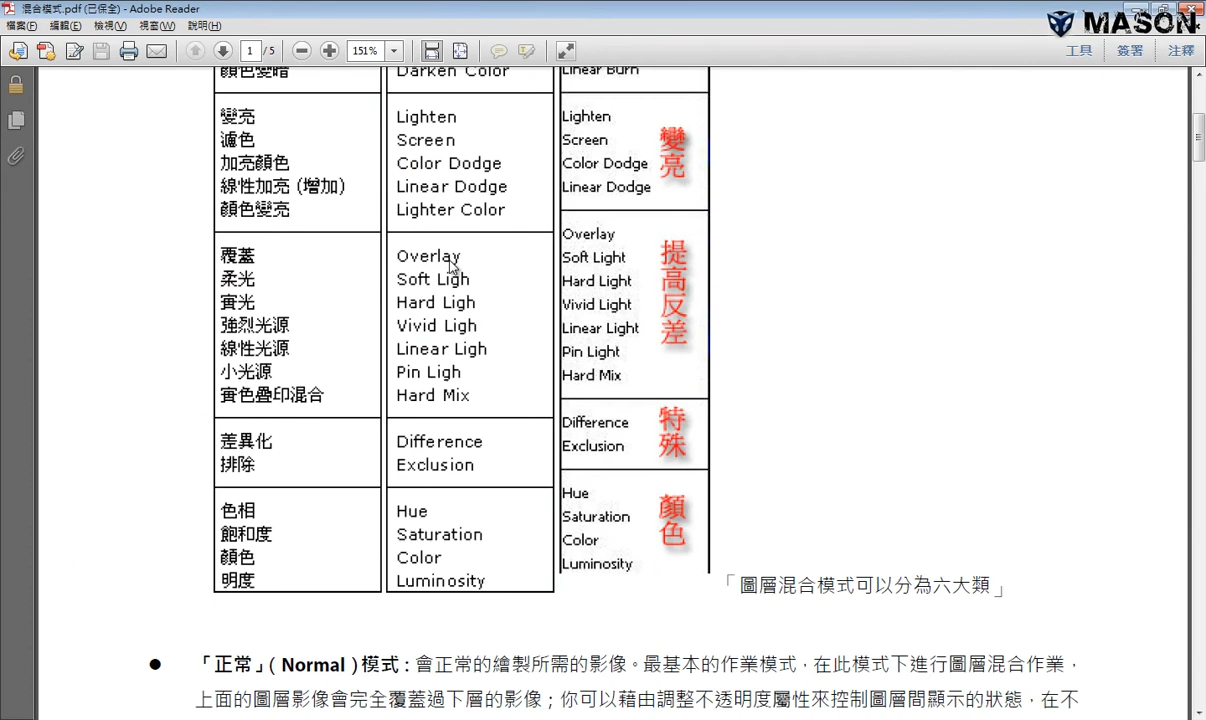 混合模式.pdf (已保全) - Adobe Reader
MASON
檔案(F) 編輯(E) 檢視(V) 視窗(W) 說明(H)
1 / 5 151% 工具 簽署 注釋
顏色變暗 Darken Color Linear Burn
變亮
濾色
加亮顏色
線性加亮 (增加)
顏色變亮
Lighten
Screen
Color Dodge
Linear Dodge
Lighter Color
Lighten
Screen
Color Dodge
Linear Dodge
變亮
覆蓋
柔光
實光
強烈光源
線性光源
小光源
實色疊印混合
Overlay
Soft Ligh
Hard Ligh
Vivid Ligh
Linear Ligh
Pin Ligh
Hard Mix
Overlay
Soft Light
Hard Light
Vivid Light
Linear Light
Pin Light
Hard Mix
提高反差
差異化
排除
Difference
Exclusion
Difference
Exclusion
特殊
色相
飽和度
顏色
明度
Hue
Saturation
Color
Luminosity
Hue
Saturation
Color
Luminosity
顏色
「圖層混合模式可以分為六大類」
● 「正常」( Normal ) 模式 : 會正常的繪製所需的影像。最基本的作業模式，在此模式下進行圖層混合作業，
上面的圖層影像會完全覆蓋過下層的影像；你可以藉由調整不透明度屬性來控制圖層間顯示的狀態，在不